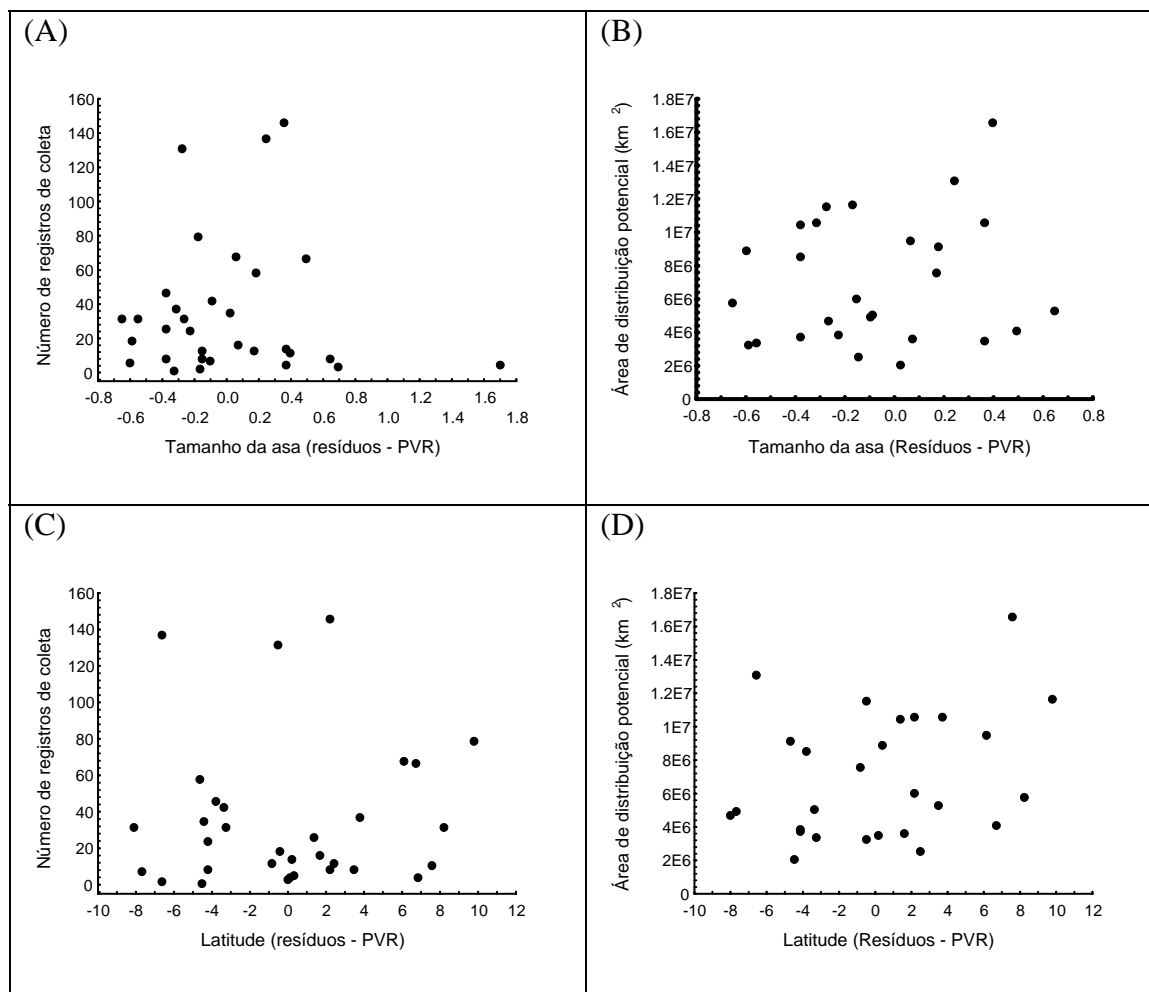 (A)
Número de registros de coleta
160
140
120
100
80
60
40
20
0
-0.8 -0.4 0.0 0.4 0.8 1.2 1.6
-0.6 -0.2 0.2 0.6 1.0 1.4 1.8
Tamanho da asa (resíduos - PVR)
(B)
Área de distribuição potencial (km 2)
1.8E7
1.6E7
1.4E7
1.2E7
1E7
8E6
6E6
4E6
2E6
0
-0.8 -0.6 -0.4 -0.2 0.0 0.2 0.4 0.6 0.8
Tamanho da asa (Resíduos - PVR)
(C)
Número de registros de coleta
160
140
120
100
80
60
40
20
0
-10 -8 -6 -4 -2 0 2 4 6 8 10 12
Latitude (resíduos - PVR)
(D)
Área de distribuição potencial (km 2)
1.8E7
1.6E7
1.4E7
1.2E7
1E7
8E6
6E6
4E6
2E6
0
-10 -8 -6 -4 -2 0 2 4 6 8 10 12
Latitude (Resíduos - PVR)